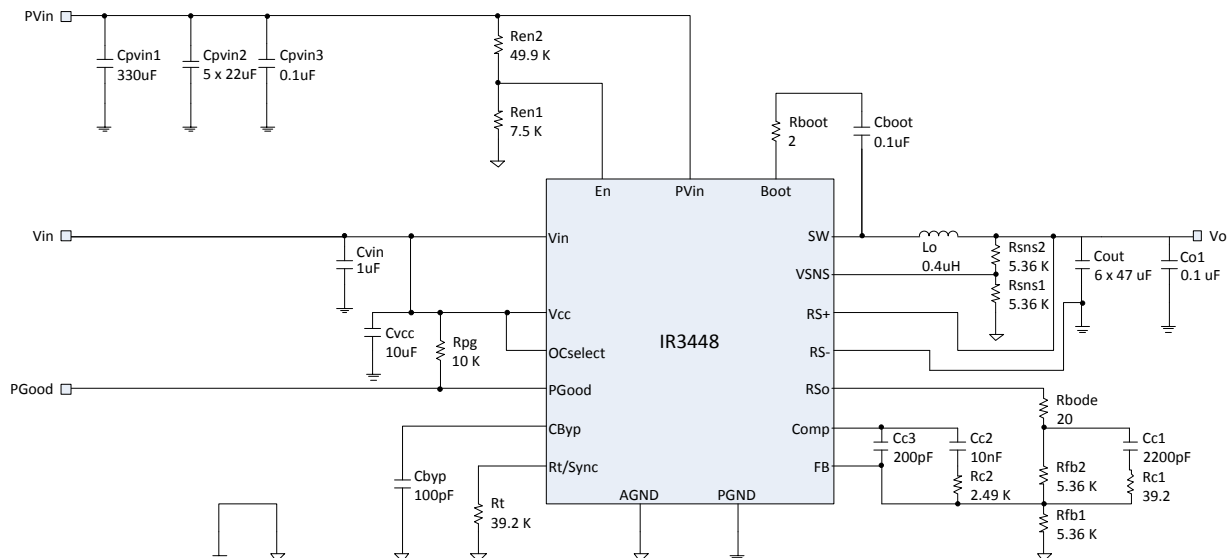 PVin
Cpvin1
330uF
Cpvin2
5 x 22uF
Cpvin3
0.1uF
Ren2
49.9 K
Ren1
7.5 K
Rboot
2
Cboot
0.1uF
En
PVin
Boot
Vin
Cvin
1uF
Vin
SW
Lo
0.4uH
Rsns2
5.36 K
Rsns1
5.36 K
Cout
6 x 47 uF
Co1
0.1 uF
Vo
VSNS
Cvcc
10uF
Rpg
10 K
Vcc
OCselect
IR3448
RS+
RS-
PGood
PGood
RSo
Rbode
20
CByp
Comp
Cc3
200pF
Cc2
10nF
Cc1
2200pF
Rt/Sync
FB
Cbyp
100pF
Rc2
2.49 K
Rfb2
5.36 K
Rc1
39.2
Rt
39.2 K
AGND
PGND
Rfb1
5.36 K